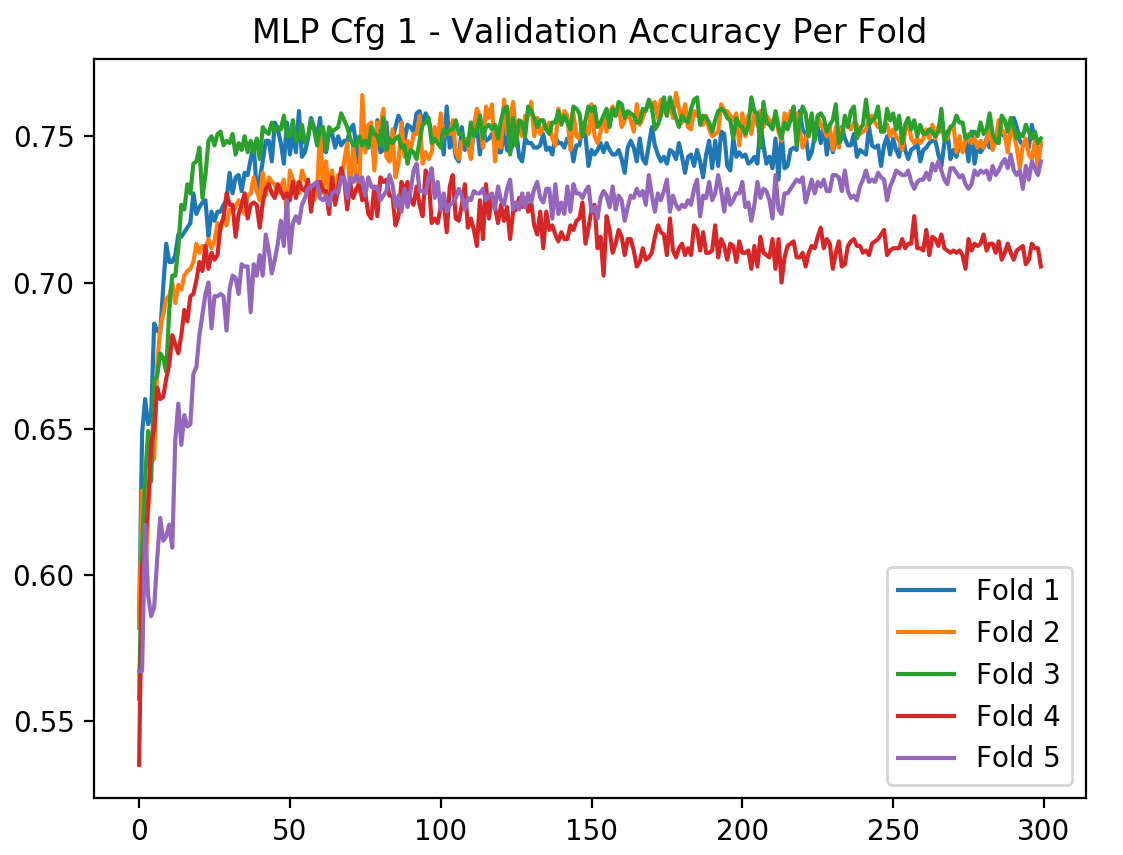 MLP Cfg 1 - Validation Accuracy Per Fold
0.75
0.70
0.65
0.60
0.55
Fold 1
Fold 2
Fold 3
Fold 4
Fold 5
0 50 100 150 200 250 300